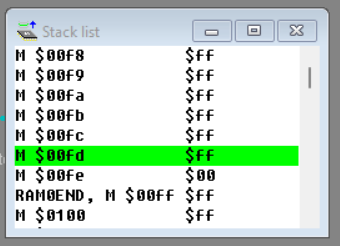 Stack list
M $00f8 $ff
M $00f9 $ff
M $00fa $ff
M $00fb $ff
M $00fc $ff
M $00fd $ff
M $00fe $00
RAM0END, M $00ff $ff
M $0100 $ff